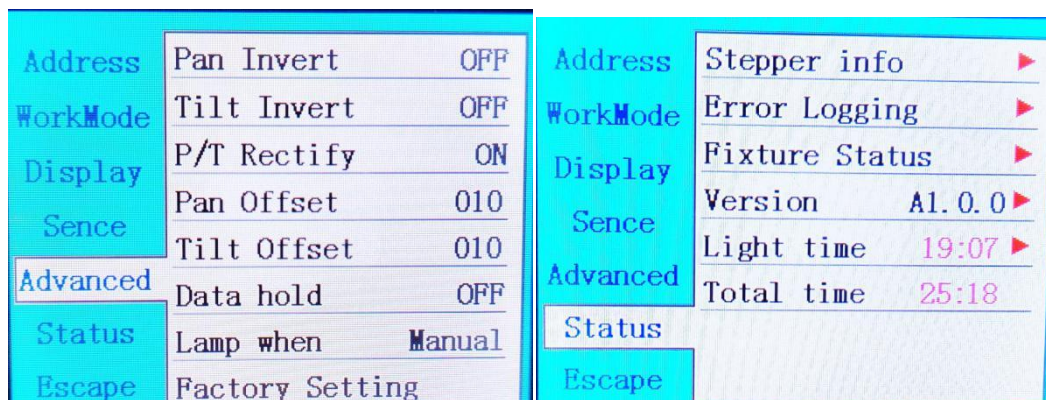 Address
WorkMode
Display
Sence
Advanced
Status
Escape
Pan Invert OFF
Tilt Invert OFF
P/T Rectify ON
Pan Offset 010
Tilt Offset 010
Data hold OFF
Lamp when Manual
Factory Setting
Address
WorkMode
Display
Sence
Advanced
Status
Escape
Stepper info
Error Logging
Fixture Status
Version A1.0.0
Light time 19:07
Total time 25:18